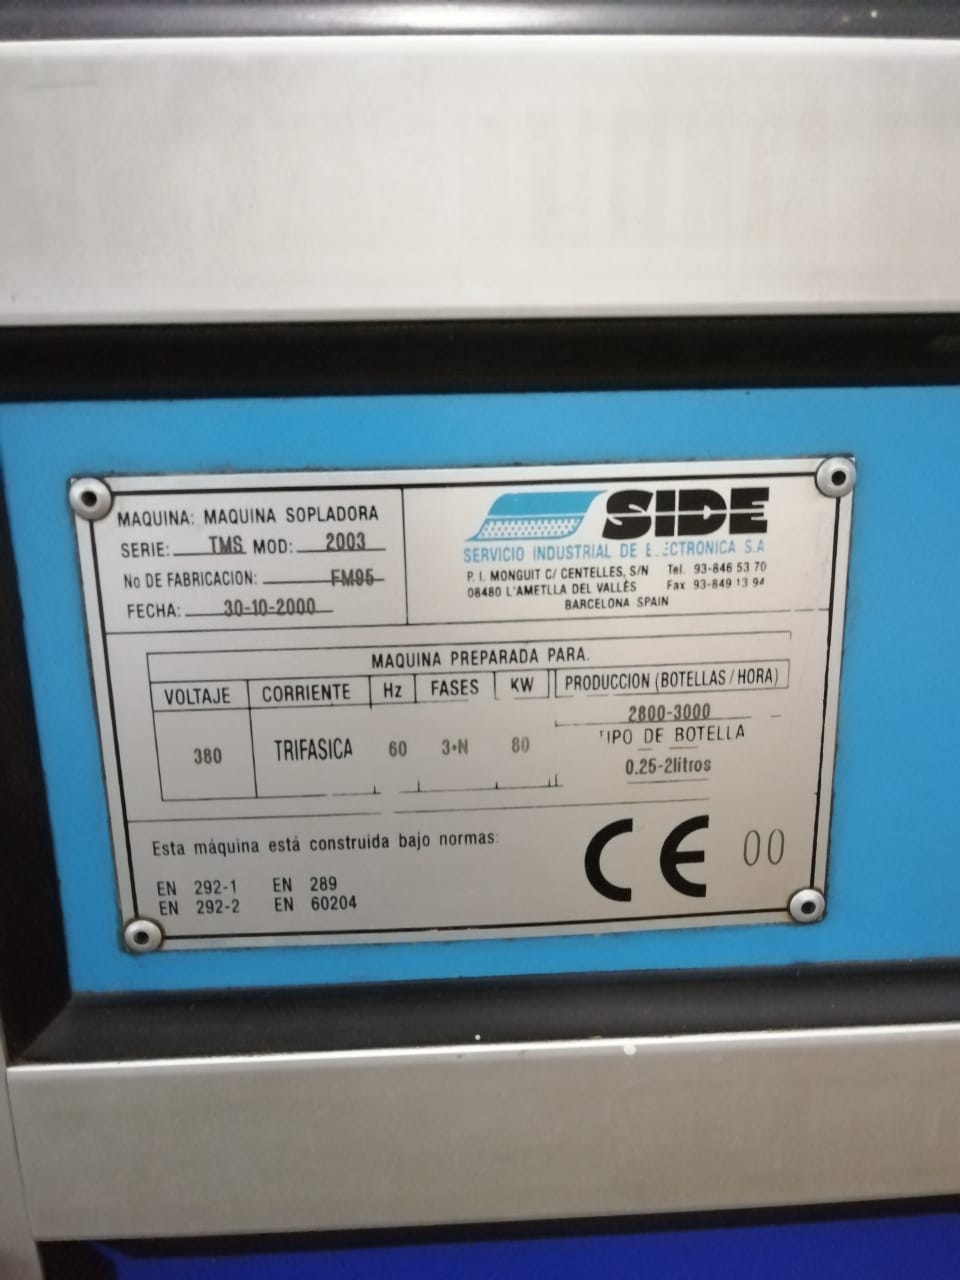 MAQUINA: MAQUINA SOPLADORA
SERIE: TMS MOD: 2003
No DE FABRICACION: FM95
FECHA: 30-10-2000
SIDE
SERVICIO INDUSTRIAL DE ELECTRONICA S.A
P. I. MONGUIT C/ CENTELLES, S/N Tel. 93-846 53 70
08480 L'AMETLLA DEL VALLÈS Fax 93-849 13 94
BARCELONA SPAIN
MAQUINA PREPARADA PARA.
VOLTAJE CORRIENTE Hz FASES KW PRODUCCION (BOTELLAS/HORA)
2800-3000
380 TRIFASICA 60 3+N 80 TIPO DE BOTELLA
0.25-2litros
Esta máquina está construida bajo normas:
EN 292-1 EN 289
EN 292-2 EN 60204
CE 00